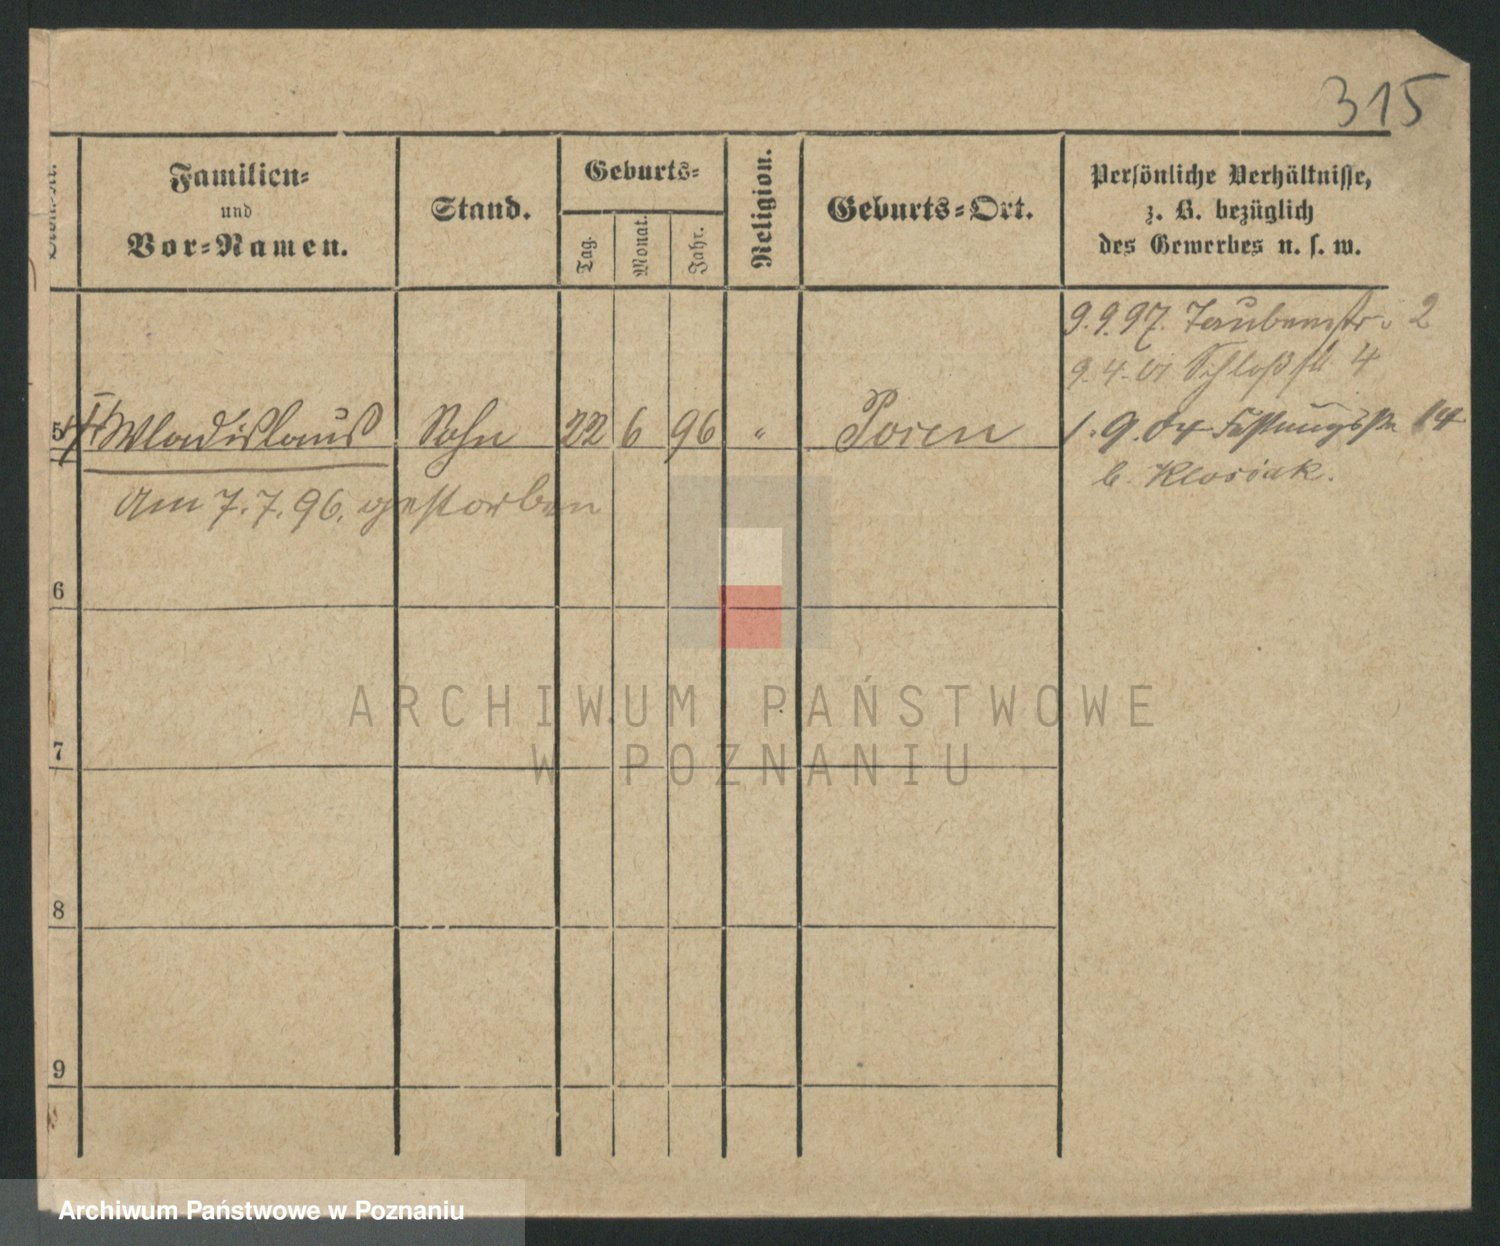 315
Familien-
und
Vor-Namen.
Stand.
Geburts-
Tag.
Monat.
Jahr.
Religion.
Geburts-Ort.
Persönliche Verhältnisse,
z. B. bezüglich
des Gewerbes u. s. w.
9.9.97. Taubenstr. 2
9.4.01 Schloßstr. 4
5 Wladislaus Sohn 22 6 96 " Posen
1.9.04 14
b. Klosiak.
Am 7.7.96. gestorben
6
7
8
9
ARCHIWUM PAŃSTWOWE
W POZNANIU
Archiwum Państwowe w Poznaniu